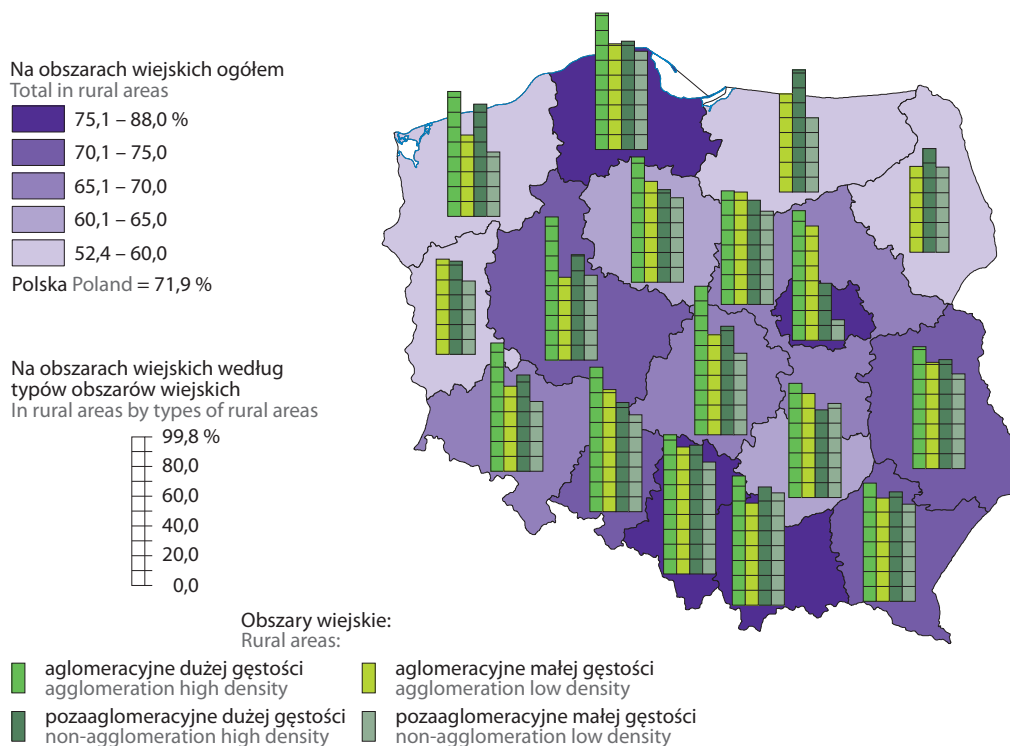 Na obszarach wiejskich ogółem
Total in rural areas
75,1 – 88,0 %
70,1 – 75,0
65,1 – 70,0
60,1 – 65,0
52,4 – 60,0
Polska Poland = 71,9 %
Na obszarach wiejskich według
typów obszarów wiejskich
In rural areas by types of rural areas
99,8 %
80,0
60,0
40,0
20,0
0,0
Obszary wiejskie:
Rural areas:
aglomeracyjne dużej gęstości
agglomeration high density
aglomeracyjne małej gęstości
agglomeration low density
pozaaglomeracyjne dużej gęstości
non-agglomeration high density
pozaaglomeracyjne małej gęstości
non-agglomeration low density